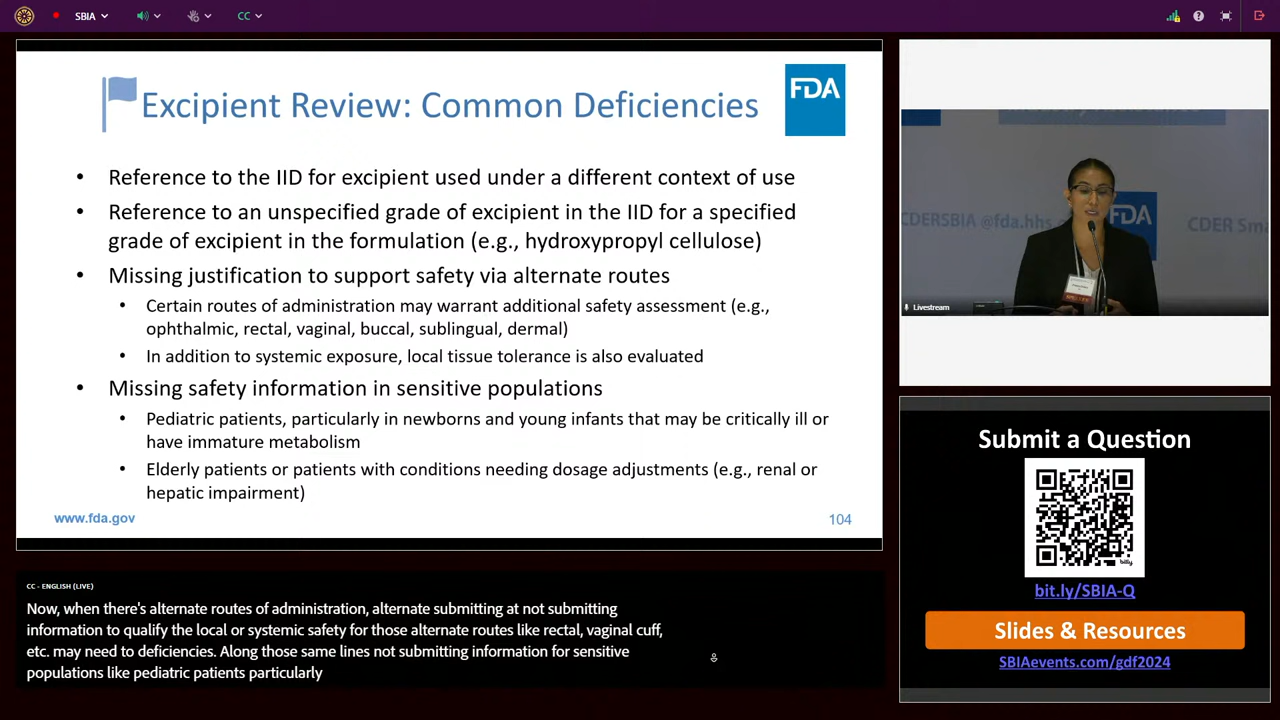 SBIA
CC
Excipient Review: Common Deficiencies
FDA
• Reference to the IID for excipient used under a different context of use
• Reference to an unspecified grade of excipient in the IID for a specified
grade of excipient in the formulation (e.g., hydroxypropyl cellulose)
• Missing justification to support safety via alternate routes
• Certain routes of administration may warrant additional safety assessment (e.g.,
ophthalmic, rectal, vaginal, buccal, sublingual, dermal)
• In addition to systemic exposure, local tissue tolerance is also evaluated
• Missing safety information in sensitive populations
• Pediatric patients, particularly in newborns and young infants that may be critically ill or
have immature metabolism
• Elderly patients or patients with conditions needing dosage adjustments (e.g., renal or
hepatic impairment)
www.fda.gov
104
CC - ENGLISH (LIVE)
Now, when there's alternate routes of administration, alternate submitting at not submitting
information to qualify the local or systemic safety for those alternate routes like rectal, vaginal cuff,
etc. may need to deficiencies. Along those same lines not submitting information for sensitive
populations like pediatric patients particularly
CDERSBIA @fda.hhs
FDA
CDER Sma
Livestream
Submit a Question
bitly
bit.ly/SBIA-Q
Slides & Resources
SBIAevents.com/gdf2024